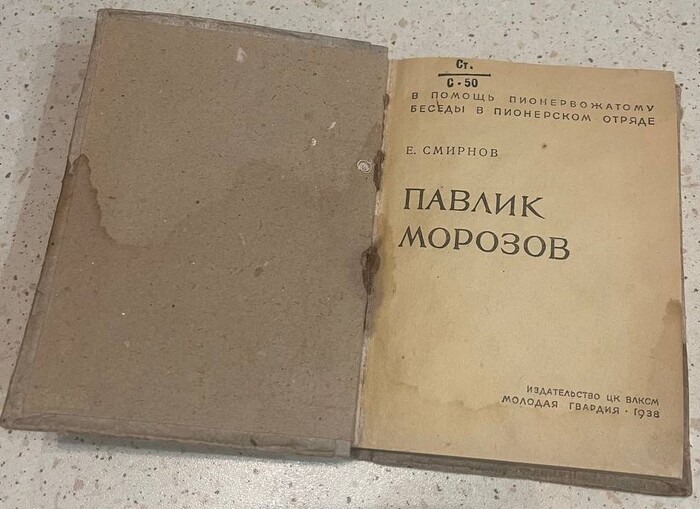 Ст.
С-50
В ПОМОЩЬ ПИОНЕРВОЖАТОМУ
БЕСЕДЫ В ПИОНЕРСКОМ ОТРЯДЕ
Е. СМИРНОВ
ПАВЛИК
МОРОЗОВ
ИЗДАТЕЛЬСТВО ЦК ВЛКСМ
МОЛОДАЯ ГВАРДИЯ · 1938